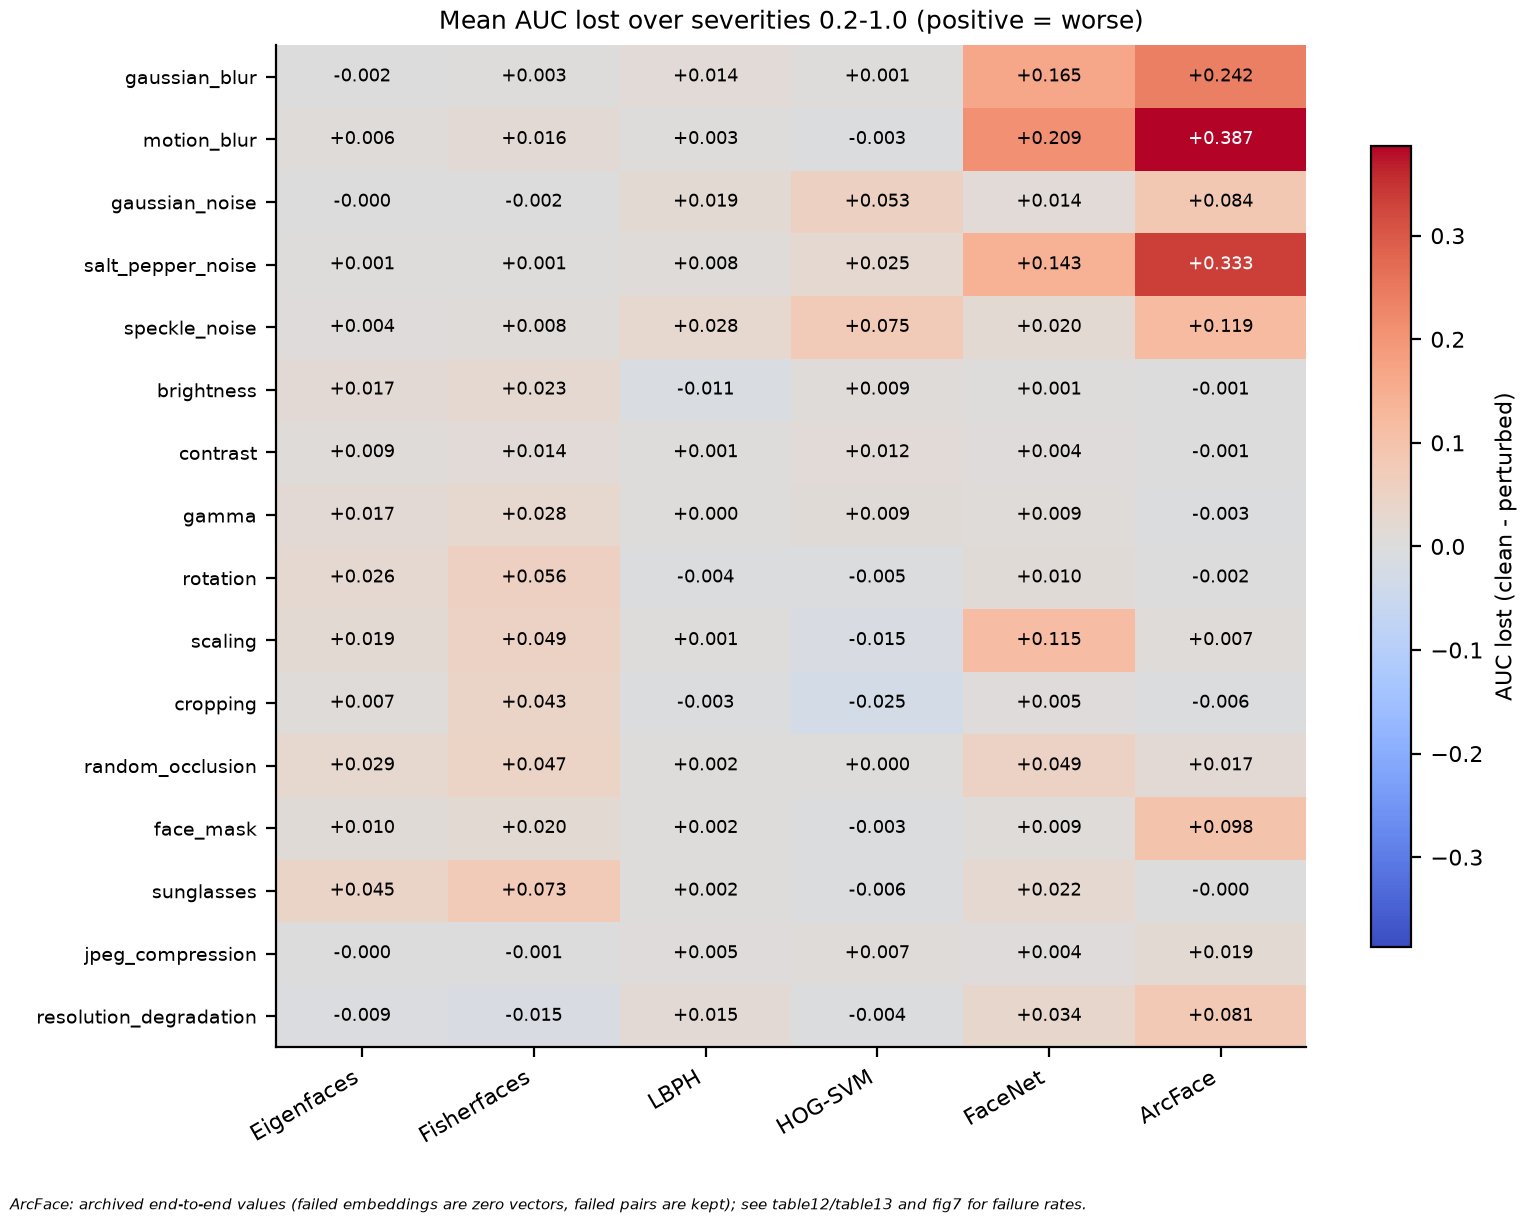 Mean AUC lost over severities 0.2-1.0 (positive = worse)
gaussian_blur -0.002 +0.003 +0.014 +0.001 +0.165 +0.242
motion_blur +0.006 +0.016 +0.003 -0.003 +0.209 +0.387
gaussian_noise -0.000 -0.002 +0.019 +0.053 +0.014 +0.084
salt_pepper_noise +0.001 +0.001 +0.008 +0.025 +0.143 +0.333
speckle_noise +0.004 +0.008 +0.028 +0.075 +0.020 +0.119
brightness +0.017 +0.023 -0.011 +0.009 +0.001 -0.001
contrast +0.009 +0.014 +0.001 +0.012 +0.004 -0.001
gamma +0.017 +0.028 +0.000 +0.009 +0.009 -0.003
rotation +0.026 +0.056 -0.004 -0.005 +0.010 -0.002
scaling +0.019 +0.049 +0.001 -0.015 +0.115 +0.007
cropping +0.007 +0.043 -0.003 -0.025 +0.005 -0.006
random_occlusion +0.029 +0.047 +0.002 +0.000 +0.049 +0.017
face_mask +0.010 +0.020 +0.002 -0.003 +0.009 +0.098
sunglasses +0.045 +0.073 +0.002 -0.006 +0.022 -0.000
jpeg_compression -0.000 -0.001 +0.005 +0.007 +0.004 +0.019
resolution_degradation -0.009 -0.015 +0.015 -0.004 +0.034 +0.081
Eigenfaces Fisherfaces LBPH HOG-SVM FaceNet ArcFace
0.3
0.2
0.1
0.0
−0.1
−0.2
−0.3
AUC lost (clean - perturbed)
ArcFace: archived end-to-end values (failed embeddings are zero vectors, failed pairs are kept); see table12/table13 and fig7 for failure rates.